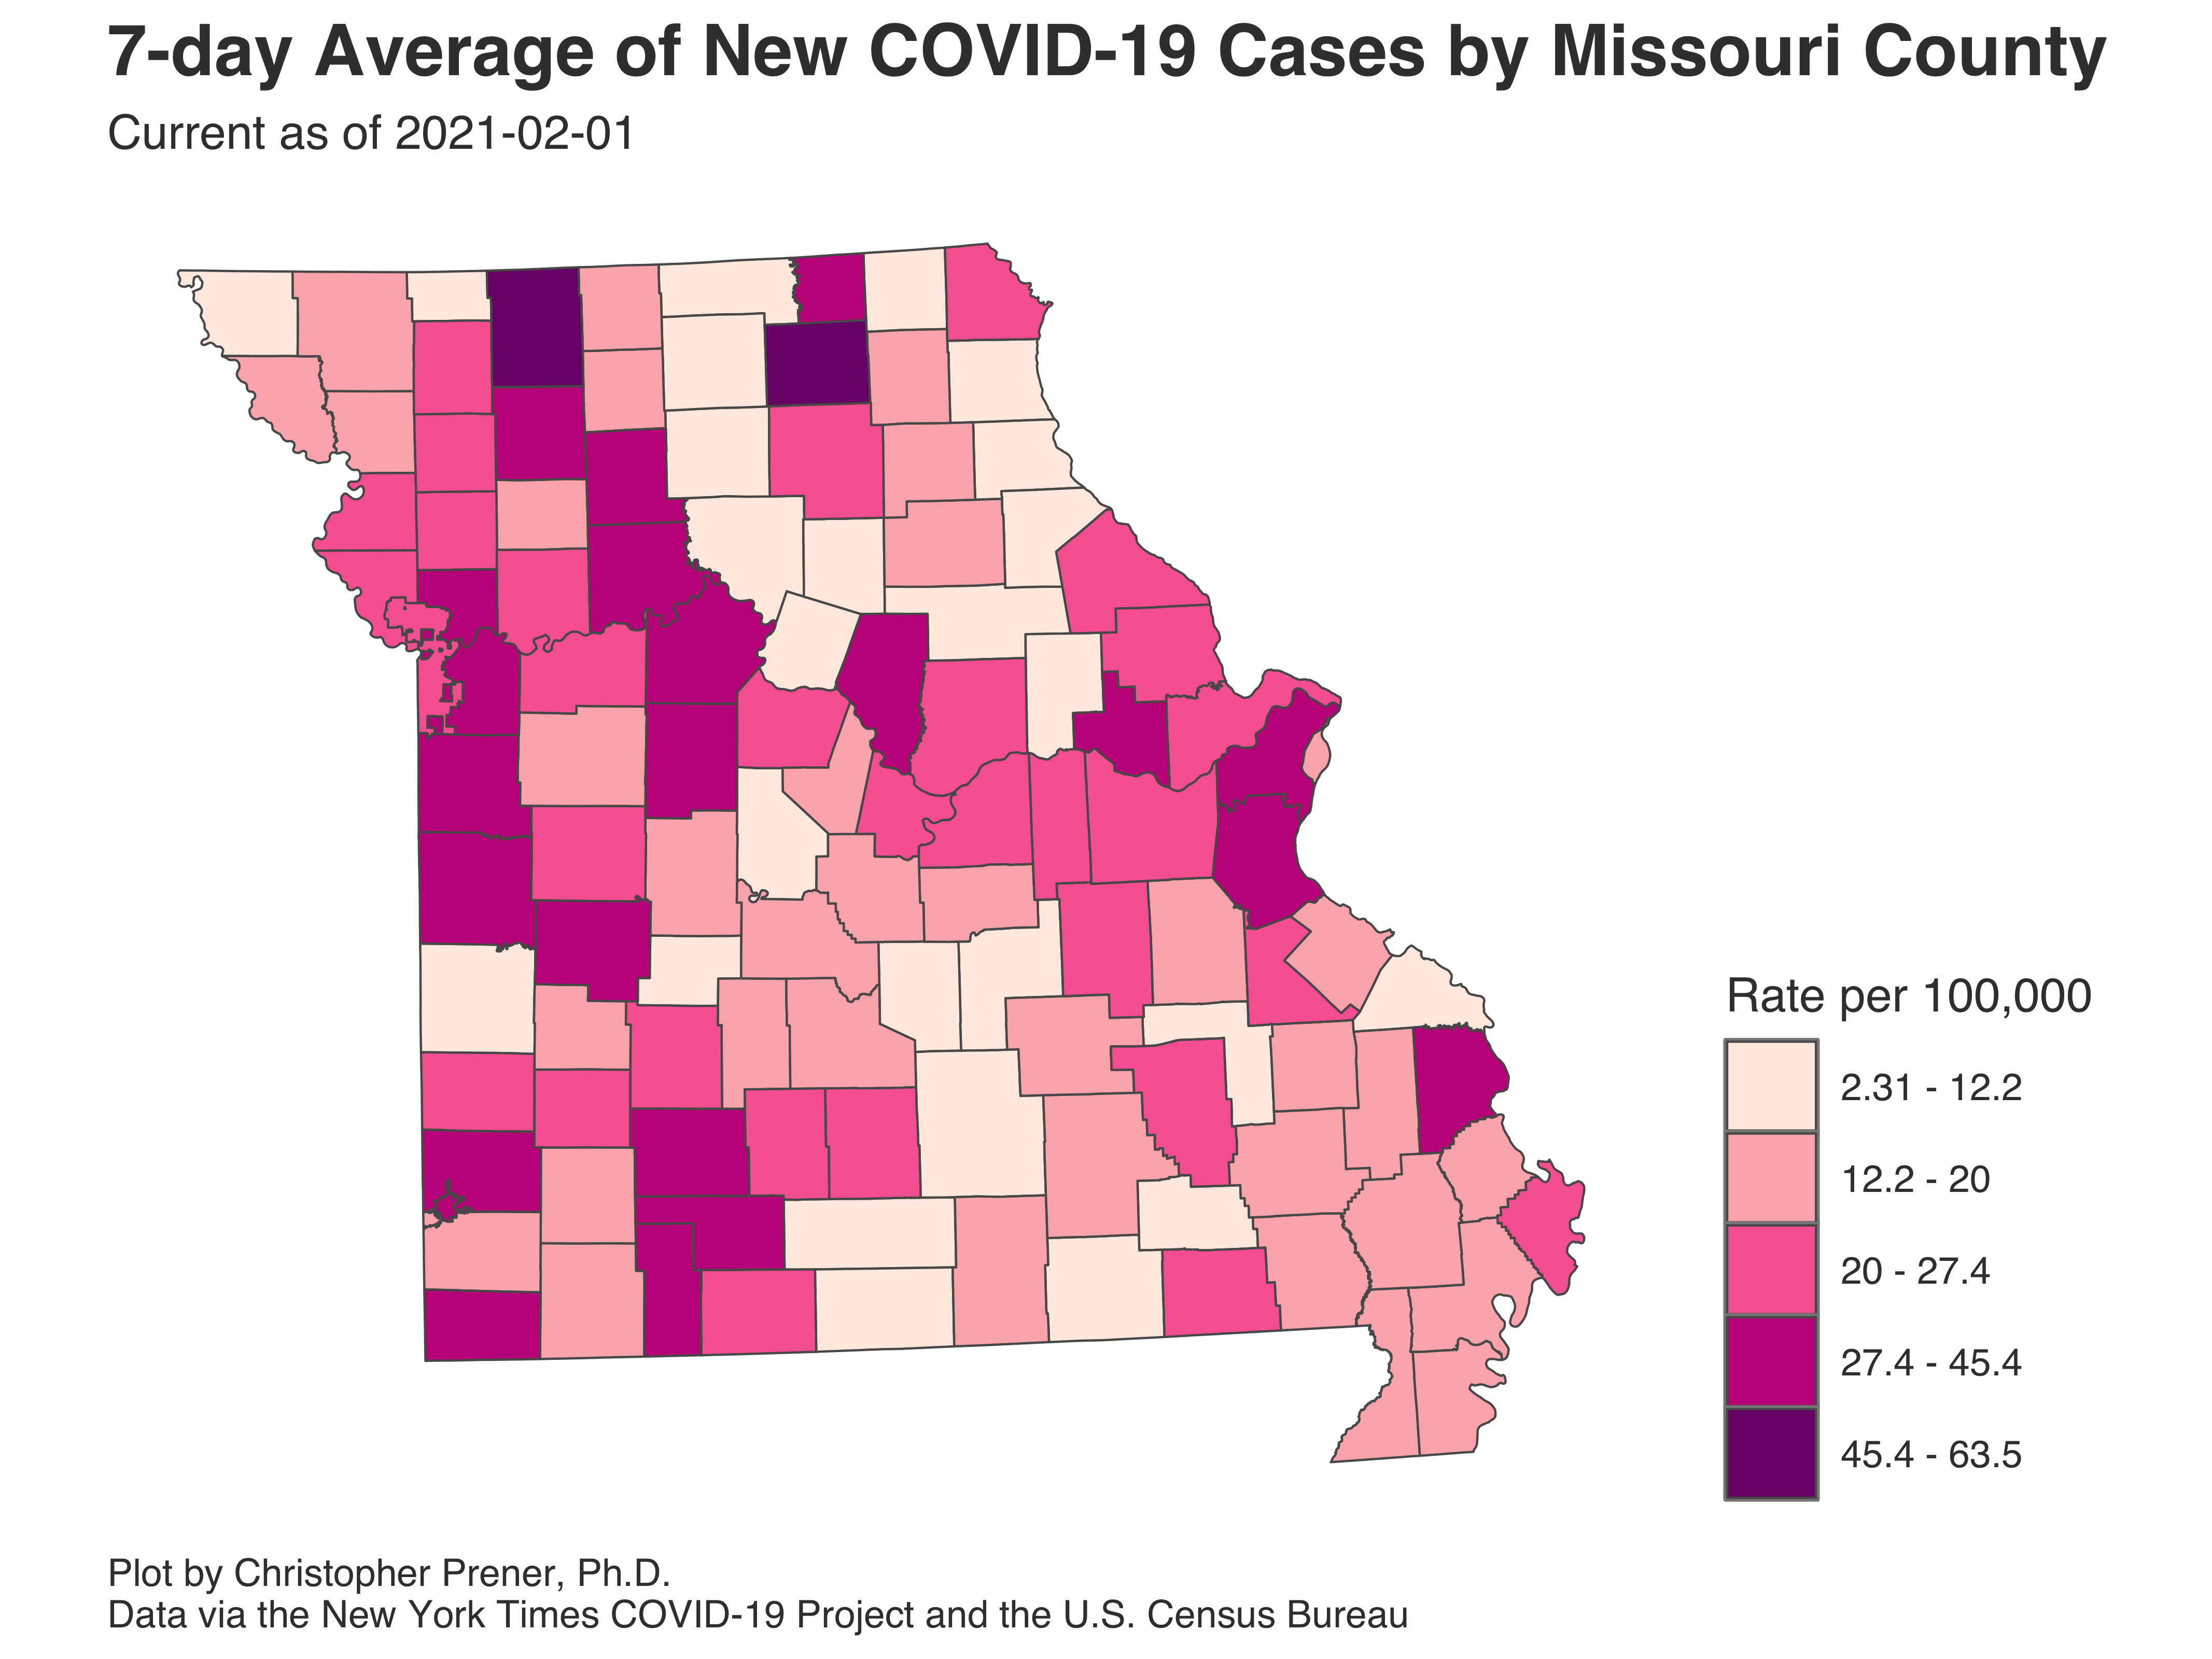 7-day Average of New COVID-19 Cases by Missouri County
Current as of 2021-02-01
Rate per 100,000
2.31 - 12.2
12.2 - 20
20 - 27.4
27.4 - 45.4
45.4 - 63.5
Plot by Christopher Prener, Ph.D.
Data via the New York Times COVID-19 Project and the U.S. Census Bureau